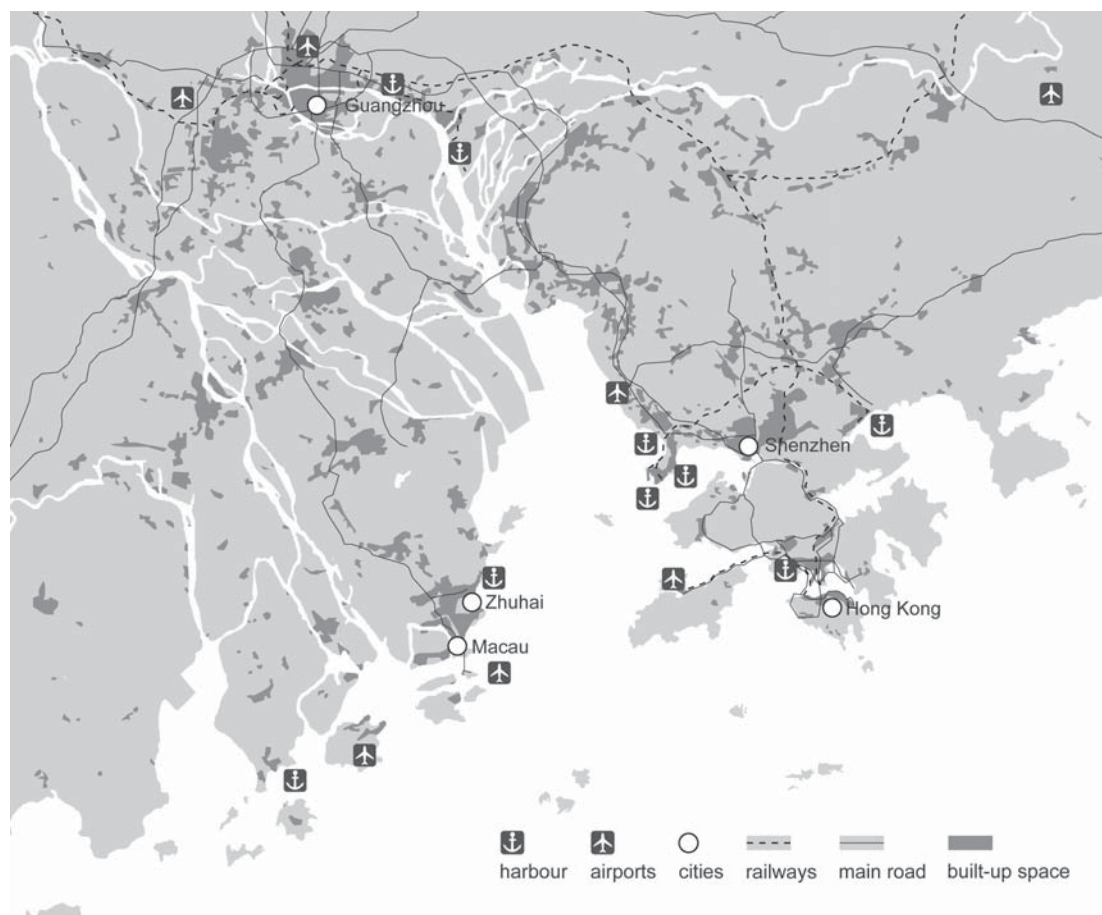 Guangzhou
Shenzhen
Zhuhai
Hong Kong
Macau
harbour airports cities railways main road built-up space